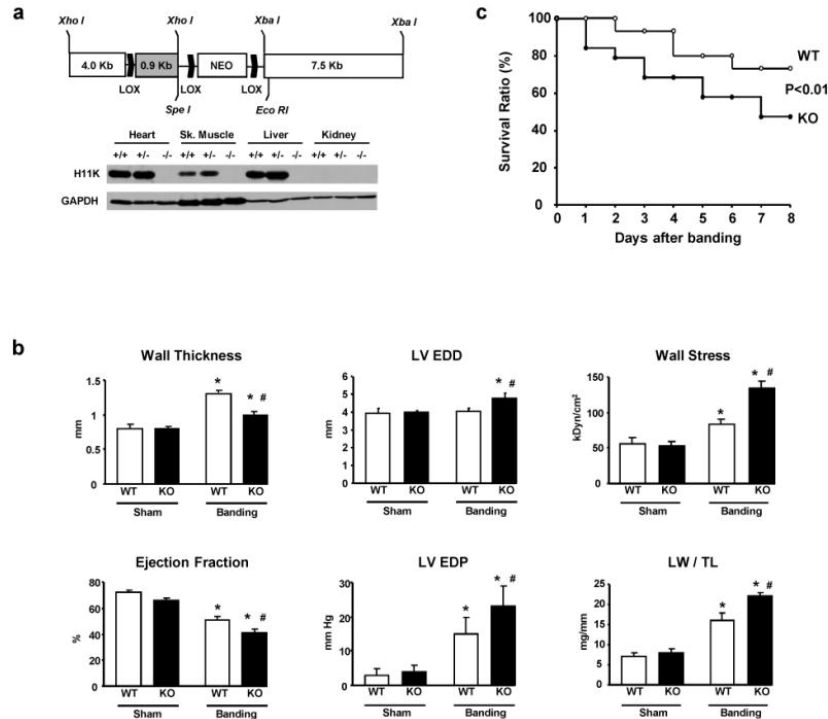 a
Xho I Xho I Xba I Xba I
4.0 Kb 0.9 Kb NEO 7.5 Kb
LOX LOX LOX
Spe I Eco RI
Heart Sk. Muscle Liver Kidney
+/+ +/- -/- +/+ +/- -/- +/+ +/- -/- +/+ +/- -/-
H11K
GAPDH
c
Survival Ratio (%)
100
80
60
40
20
0
0 1 2 3 4 5 6 7 8
Days after banding
WT
P<0.01
KO
b
Wall Thickness
mm
1.5
1
0.5
0
* * #
WT KO WT KO
Sham Banding
LV EDD
mm
6
5
4
3
2
1
0
* #
WT KO WT KO
Sham Banding
Wall Stress
kDyn/cm²
150
100
50
0
* * #
WT KO WT KO
Sham Banding
Ejection Fraction
%
80
60
40
20
0
* * #
WT KO WT KO
Sham Banding
LV EDP
mm Hg
30
20
10
0
* * #
WT KO WT KO
Sham Banding
LW / TL
mg/mm
25
20
15
10
5
0
* * #
WT KO WT KO
Sham Banding